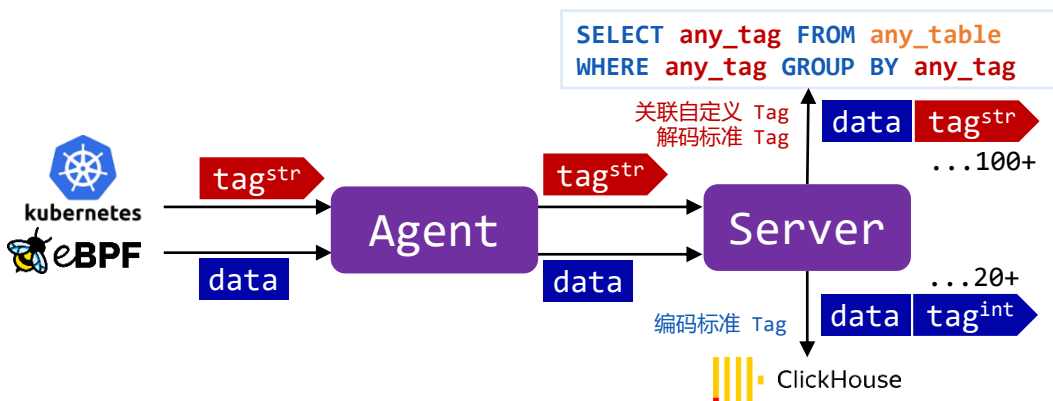 SELECT any_tag FROM any_table
WHERE any_tag GROUP BY any_tag
关联自定义 Tag
解码标准 Tag
data tagstr
...100+
kubernetes
eBPF
tagstr
data
Agent
tagstr
data
Server
...20+
编码标准 Tag
data tagint
ClickHouse